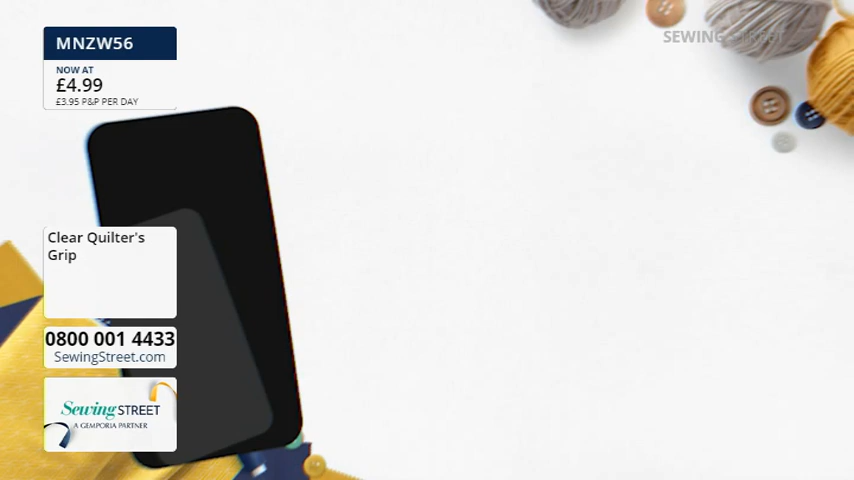 MNZW56
SEWING STREET
NOW AT
£4.99
£3.95 P&P PER DAY
Clear Quilter's
Grip
0800 001 4433
SewingStreet.com
Sewing STREET
A GEMPORIA PARTNER